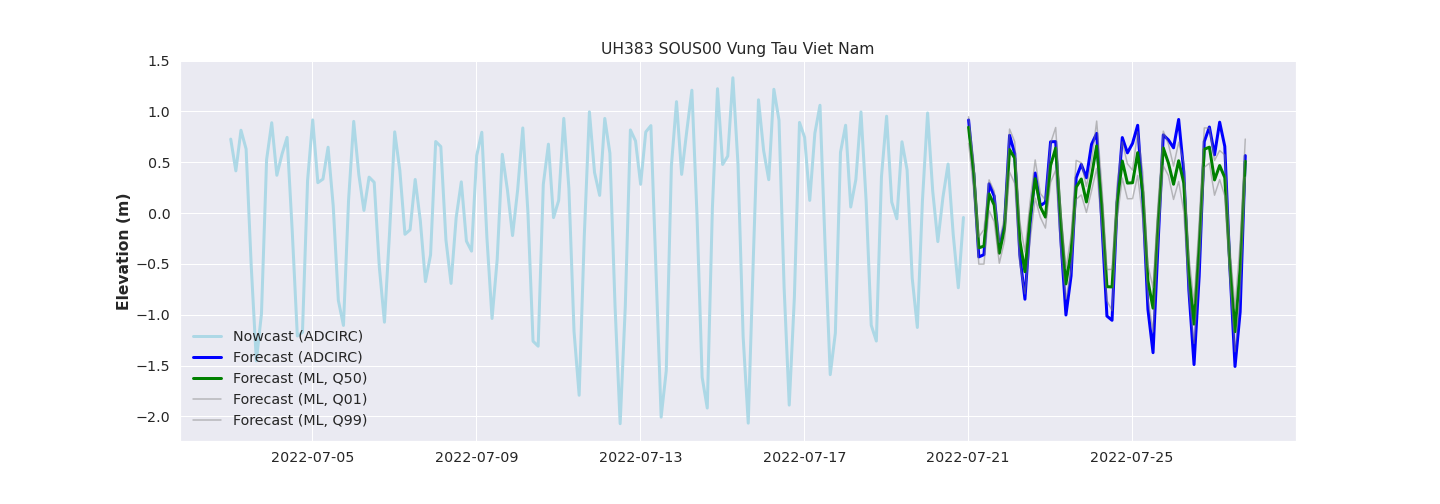 UH383 SOUS00 Vung Tau Viet Nam
Elevation (m)
1.5
1.0
0.5
0.0
−0.5
−1.0
−1.5
−2.0
Nowcast (ADCIRC)
Forecast (ADCIRC)
Forecast (ML, Q50)
Forecast (ML, Q01)
Forecast (ML, Q99)
2022-07-05 2022-07-09 2022-07-13 2022-07-17 2022-07-21 2022-07-25